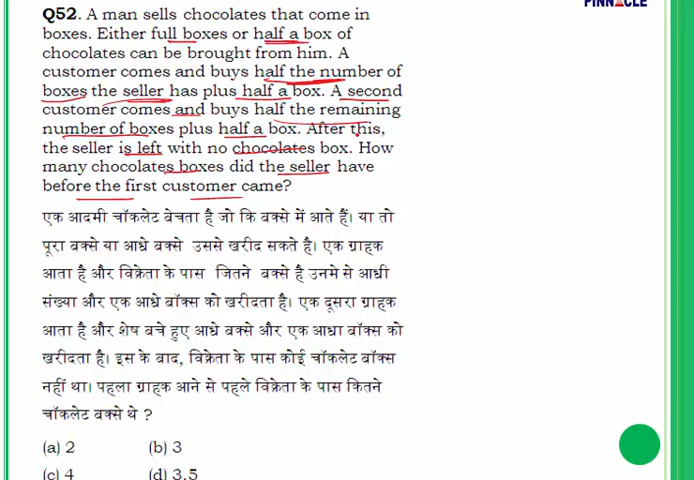 PINNACLE
Q52. A man sells chocolates that come in
boxes. Either full boxes or half a box of
chocolates can be brought from him. A
customer comes and buys half the number of
boxes the seller has plus half a box. A second
customer comes and buys half the remaining
number of boxes plus half a box. After this,
the seller is left with no chocolates box. How
many chocolates boxes did the seller have
before the first customer came?
एक आदमी चॉकलेट बेचता है जो कि बक्से में आते हैं। या तो
पूरा बक्से या आधे बक्से उससे खरीद सकते है। एक ग्राहक
आता है और विक्रेता के पास जितने बक्से है उनमे से आधी
संख्या और एक आधे बॉक्स को खरीदता है। एक दूसरा ग्राहक
आता है और शेष बचे हुए आधे बक्से और एक आधा बॉक्स को
खरीदता है। इस के बाद, विक्रेता के पास कोई चॉकलेट बॉक्स
नहीं था। पहला ग्राहक आने से पहले विक्रेता के पास कितने
चॉकलेट बक्से थे ?
(a) 2 (b) 3
(c) 4 (d) 3.5